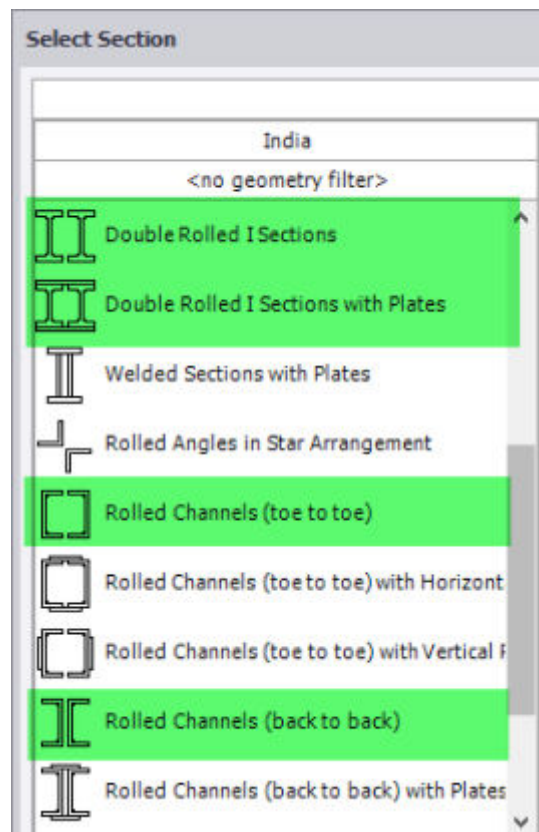 Select Section
India
<no geometry filter>
Double Rolled I Sections
Double Rolled I Sections with Plates
Welded Sections with Plates
Rolled Angles in Star Arrangement
Rolled Channels (toe to toe)
Rolled Channels (toe to toe) with Horizont
Rolled Channels (toe to toe) with Vertical
Rolled Channels (back to back)
Rolled Channels (back to back) with Plates